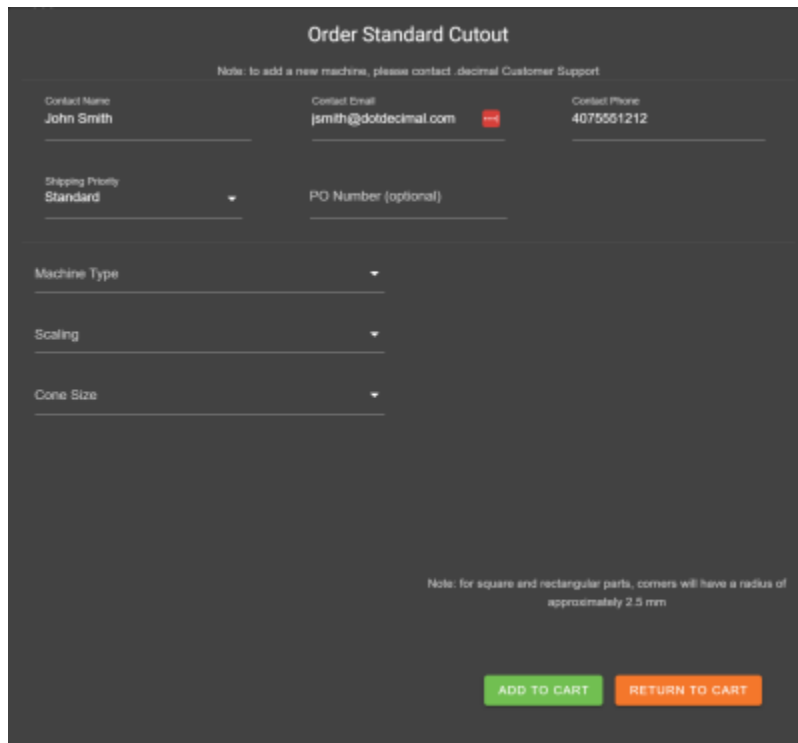 Order Standard Cutout
Note: to add a new machine, please contact .decimal Customer Support
Contact Name
John Smith
Contact Email
jsmith@dotdecimal.com
Contact Phone
4075551212
Shipping Priority
Standard
PO Number (optional)
Machine Type
Scaling
Cone Size
Note: for square and rectangular parts, corners will have a radius of
approximately 2.5 mm
ADD TO CART
RETURN TO CART